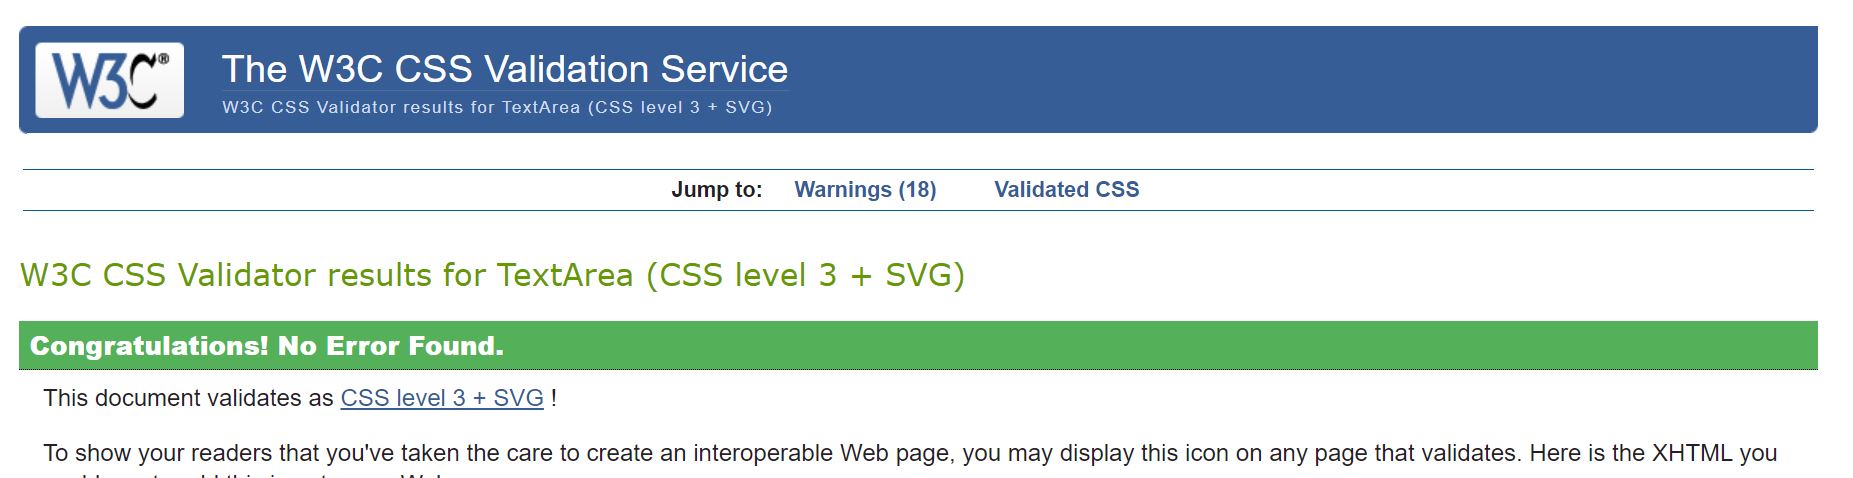 W3C®
The W3C CSS Validation Service
W3C CSS Validator results for TextArea (CSS level 3 + SVG)
Jump to: Warnings (18) Validated CSS
W3C CSS Validator results for TextArea (CSS level 3 + SVG)
Congratulations! No Error Found.
This document validates as CSS level 3 + SVG !
To show your readers that you've taken the care to create an interoperable Web page, you may display this icon on any page that validates. Here is the XHTML you